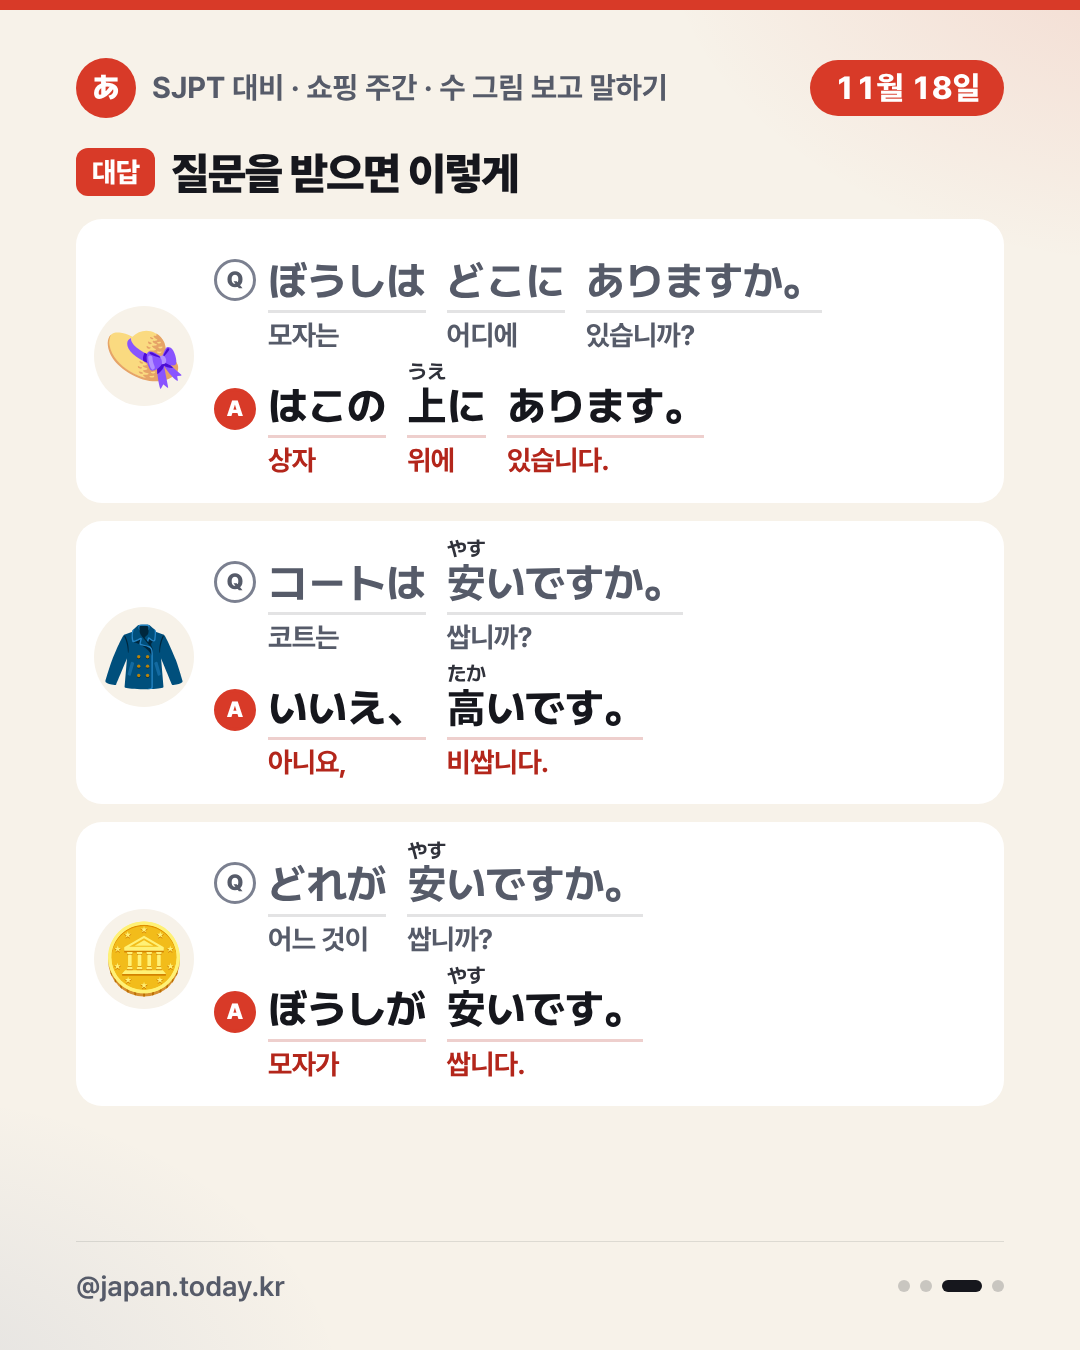 あ SJPT 대비 · 쇼핑 주간 · 수 그림 보고 말하기
11월 18일
대답 질문을 받으면 이렇게
Q ぼうしは どこに ありますか。
모자는 어디에 있습니까?
うえ
A はこの 上に あります。
상자 위에 있습니다.
やす
Q コートは 安いですか。
코트는 쌉니까?
たか
A いいえ、 高いです。
아니요, 비쌉니다.
やす
Q どれが 安いですか。
어느 것이 쌉니까?
やす
A ぼうしが 安いです。
모자가 쌉니다.
@japan.today.kr